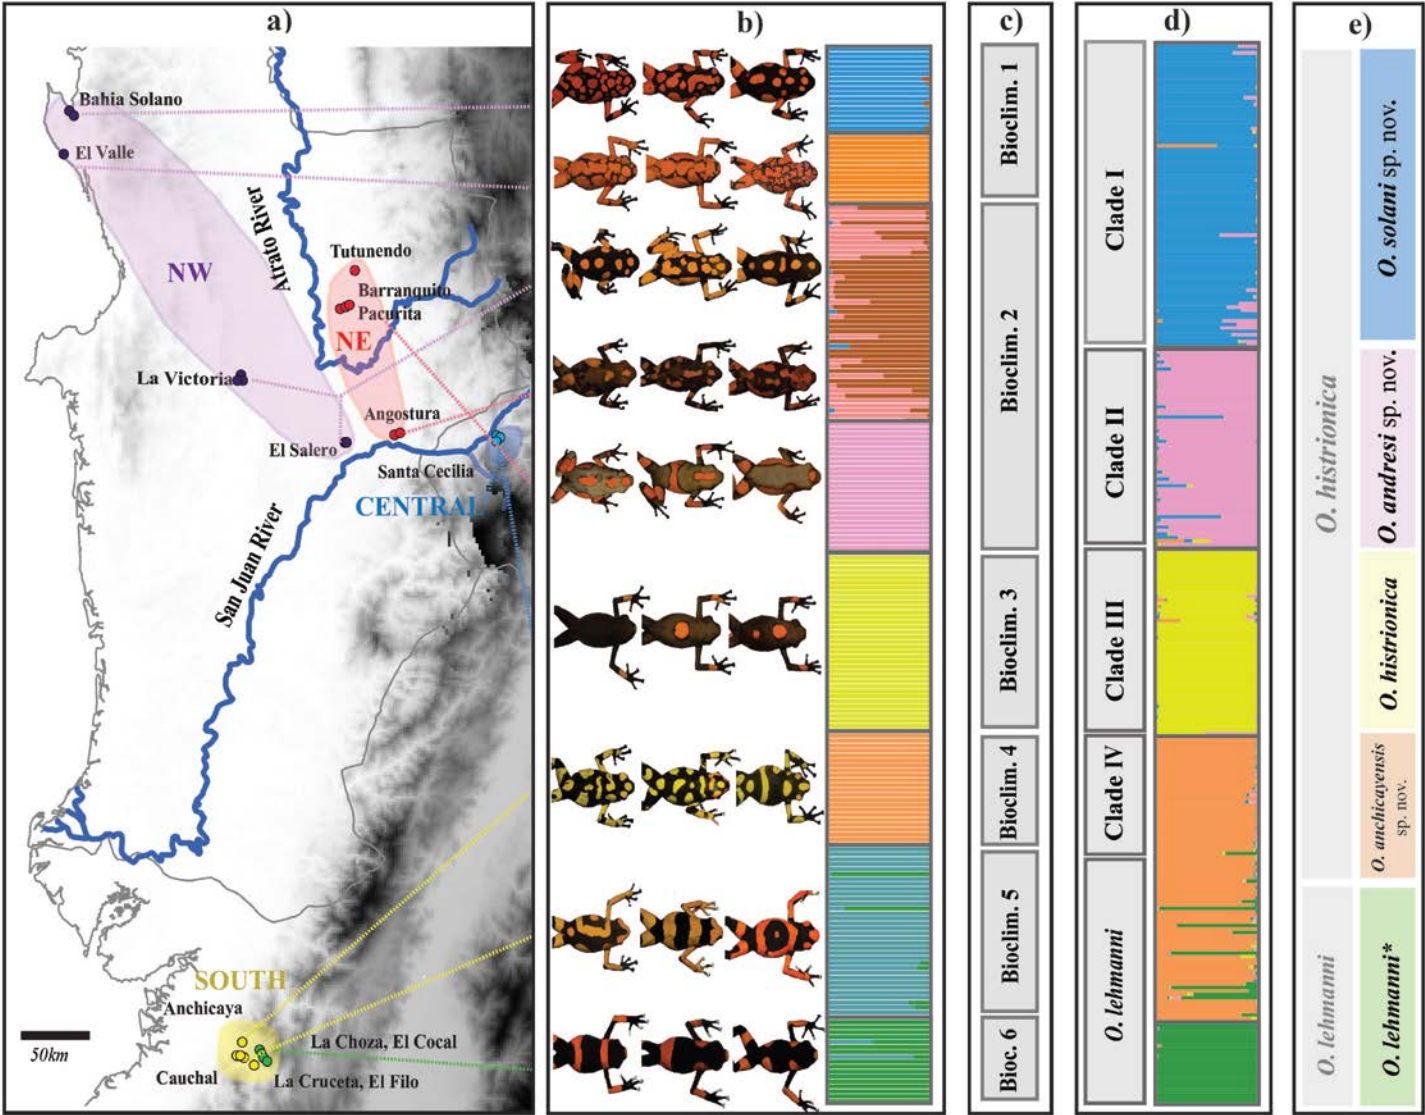 a)
Bahia Solano
El Valle
Atrato River
NW
Tutunendo
Barranquito
Pacurita
NE
La Victoria
Angostura
El Salero
Santa Cecilia
CENTRAL
San Juan River
SOUTH
Anchicaya
La Choza, El Cocal
50km
Cauchal
La Cruceta, El Filo
b)
c)
Bioclim. 1
Bioclim. 2
Bioclim. 3
Bioclim. 4
Bioclim. 5
Bioc. 6
d)
Clade I
Clade II
Clade III
Clade IV
O. lehmanni
e)
O. histrionica
O. lehmanni
O. solani sp. nov.
O. andresi sp. nov.
O. histrionica
O. anchicayensis
sp. nov.
O. lehmanni*